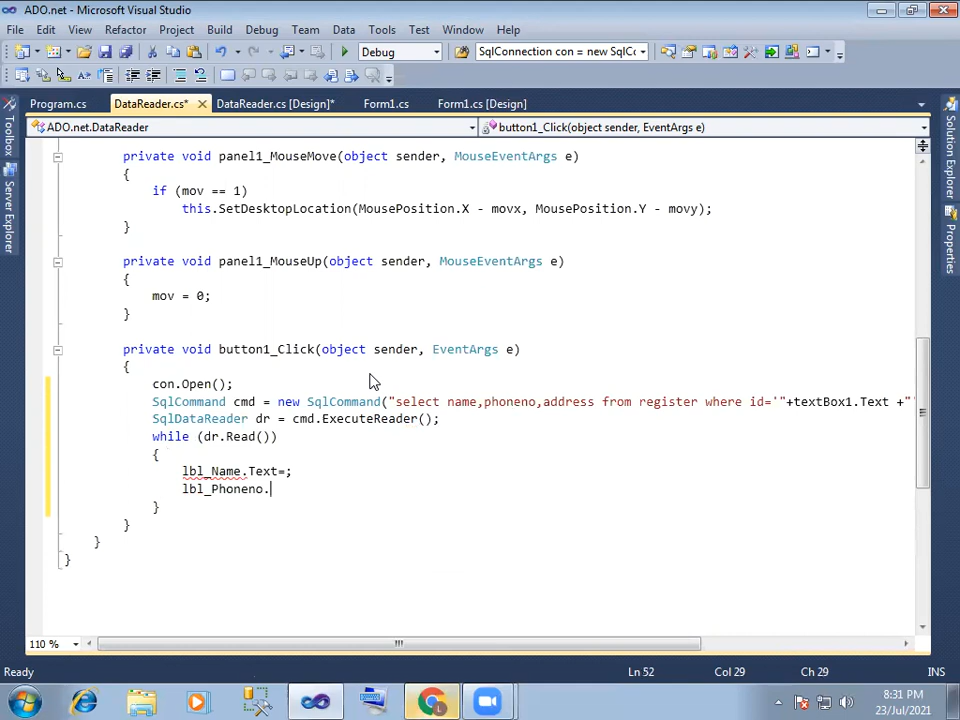 ADO.net - Microsoft Visual Studio
File Edit View Refactor Project Build Debug Team Data Tools Test Window Help
Debug SqlConnection con = new SqlCo
Program.cs DataReader.cs* DataReader.cs [Design]* Form1.cs Form1.cs [Design]
ADO.net.DataReader button1_Click(object sender, EventArgs e)
Toolbox
Server Explorer
Solution Explorer
Properties
private void panel1_MouseMove(object sender, MouseEventArgs e)
{
if (mov == 1)
this.SetDesktopLocation(MousePosition.X - movx, MousePosition.Y - movy);
}
private void panel1_MouseUp(object sender, MouseEventArgs e)
{
mov = 0;
}
private void button1_Click(object sender, EventArgs e)
{
con.Open();
SqlCommand cmd = new SqlCommand("select name,phoneno,address from register where id='"+textBox1.Text +"'
SqlDataReader dr = cmd.ExecuteReader();
while (dr.Read())
{
lbl_Name.Text=;
lbl_Phoneno.
}
}
}
}
110 %
Ready Ln 52 Col 29 Ch 29 INS
8:31 PM
23/Jul/2021